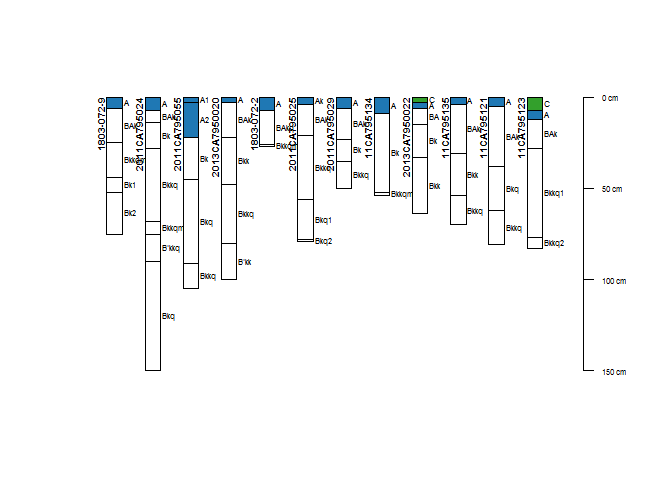 1803-072-9
A
BAk
Bkkq
Bk1
Bk2
2011CA795024
A
BAk
Bk
Bkkq
Bkkqm
B'kkq
Bkq
2011CA795055
A1
A2
Bk
Bkq
Bkkq
2013CA7950020
A
BAk
Bkk
Bkkq
B'kk
1803-072-2
A
BAk
Bkkqm
2011CA795025
Ak
BAk
Bkkq
Bkq1
Bkq2
2011CA795029
A
BAk
Bk
Bkkq
11CA795134
A
Bk
Bkkqm
2013CA7950022
C
A
BA
Bk
Bkk
11CA795135
A
BAk
Bkk
Bkkq
11CA795121
A
BAk
Bkq
Bkkq
11CA795123
C
A
BAk
Bkkq1
Bkkq2
0 cm
50 cm
100 cm
150 cm